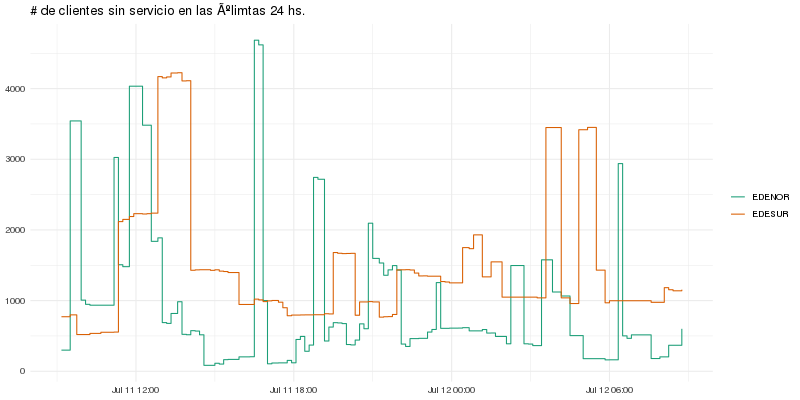 # de clientes sin servicio en las Ãºlimtas 24 hs.
4000
3000
2000
1000
0
Jul 11 12:00
Jul 11 18:00
Jul 12 00:00
Jul 12 06:00
EDENOR
EDESUR